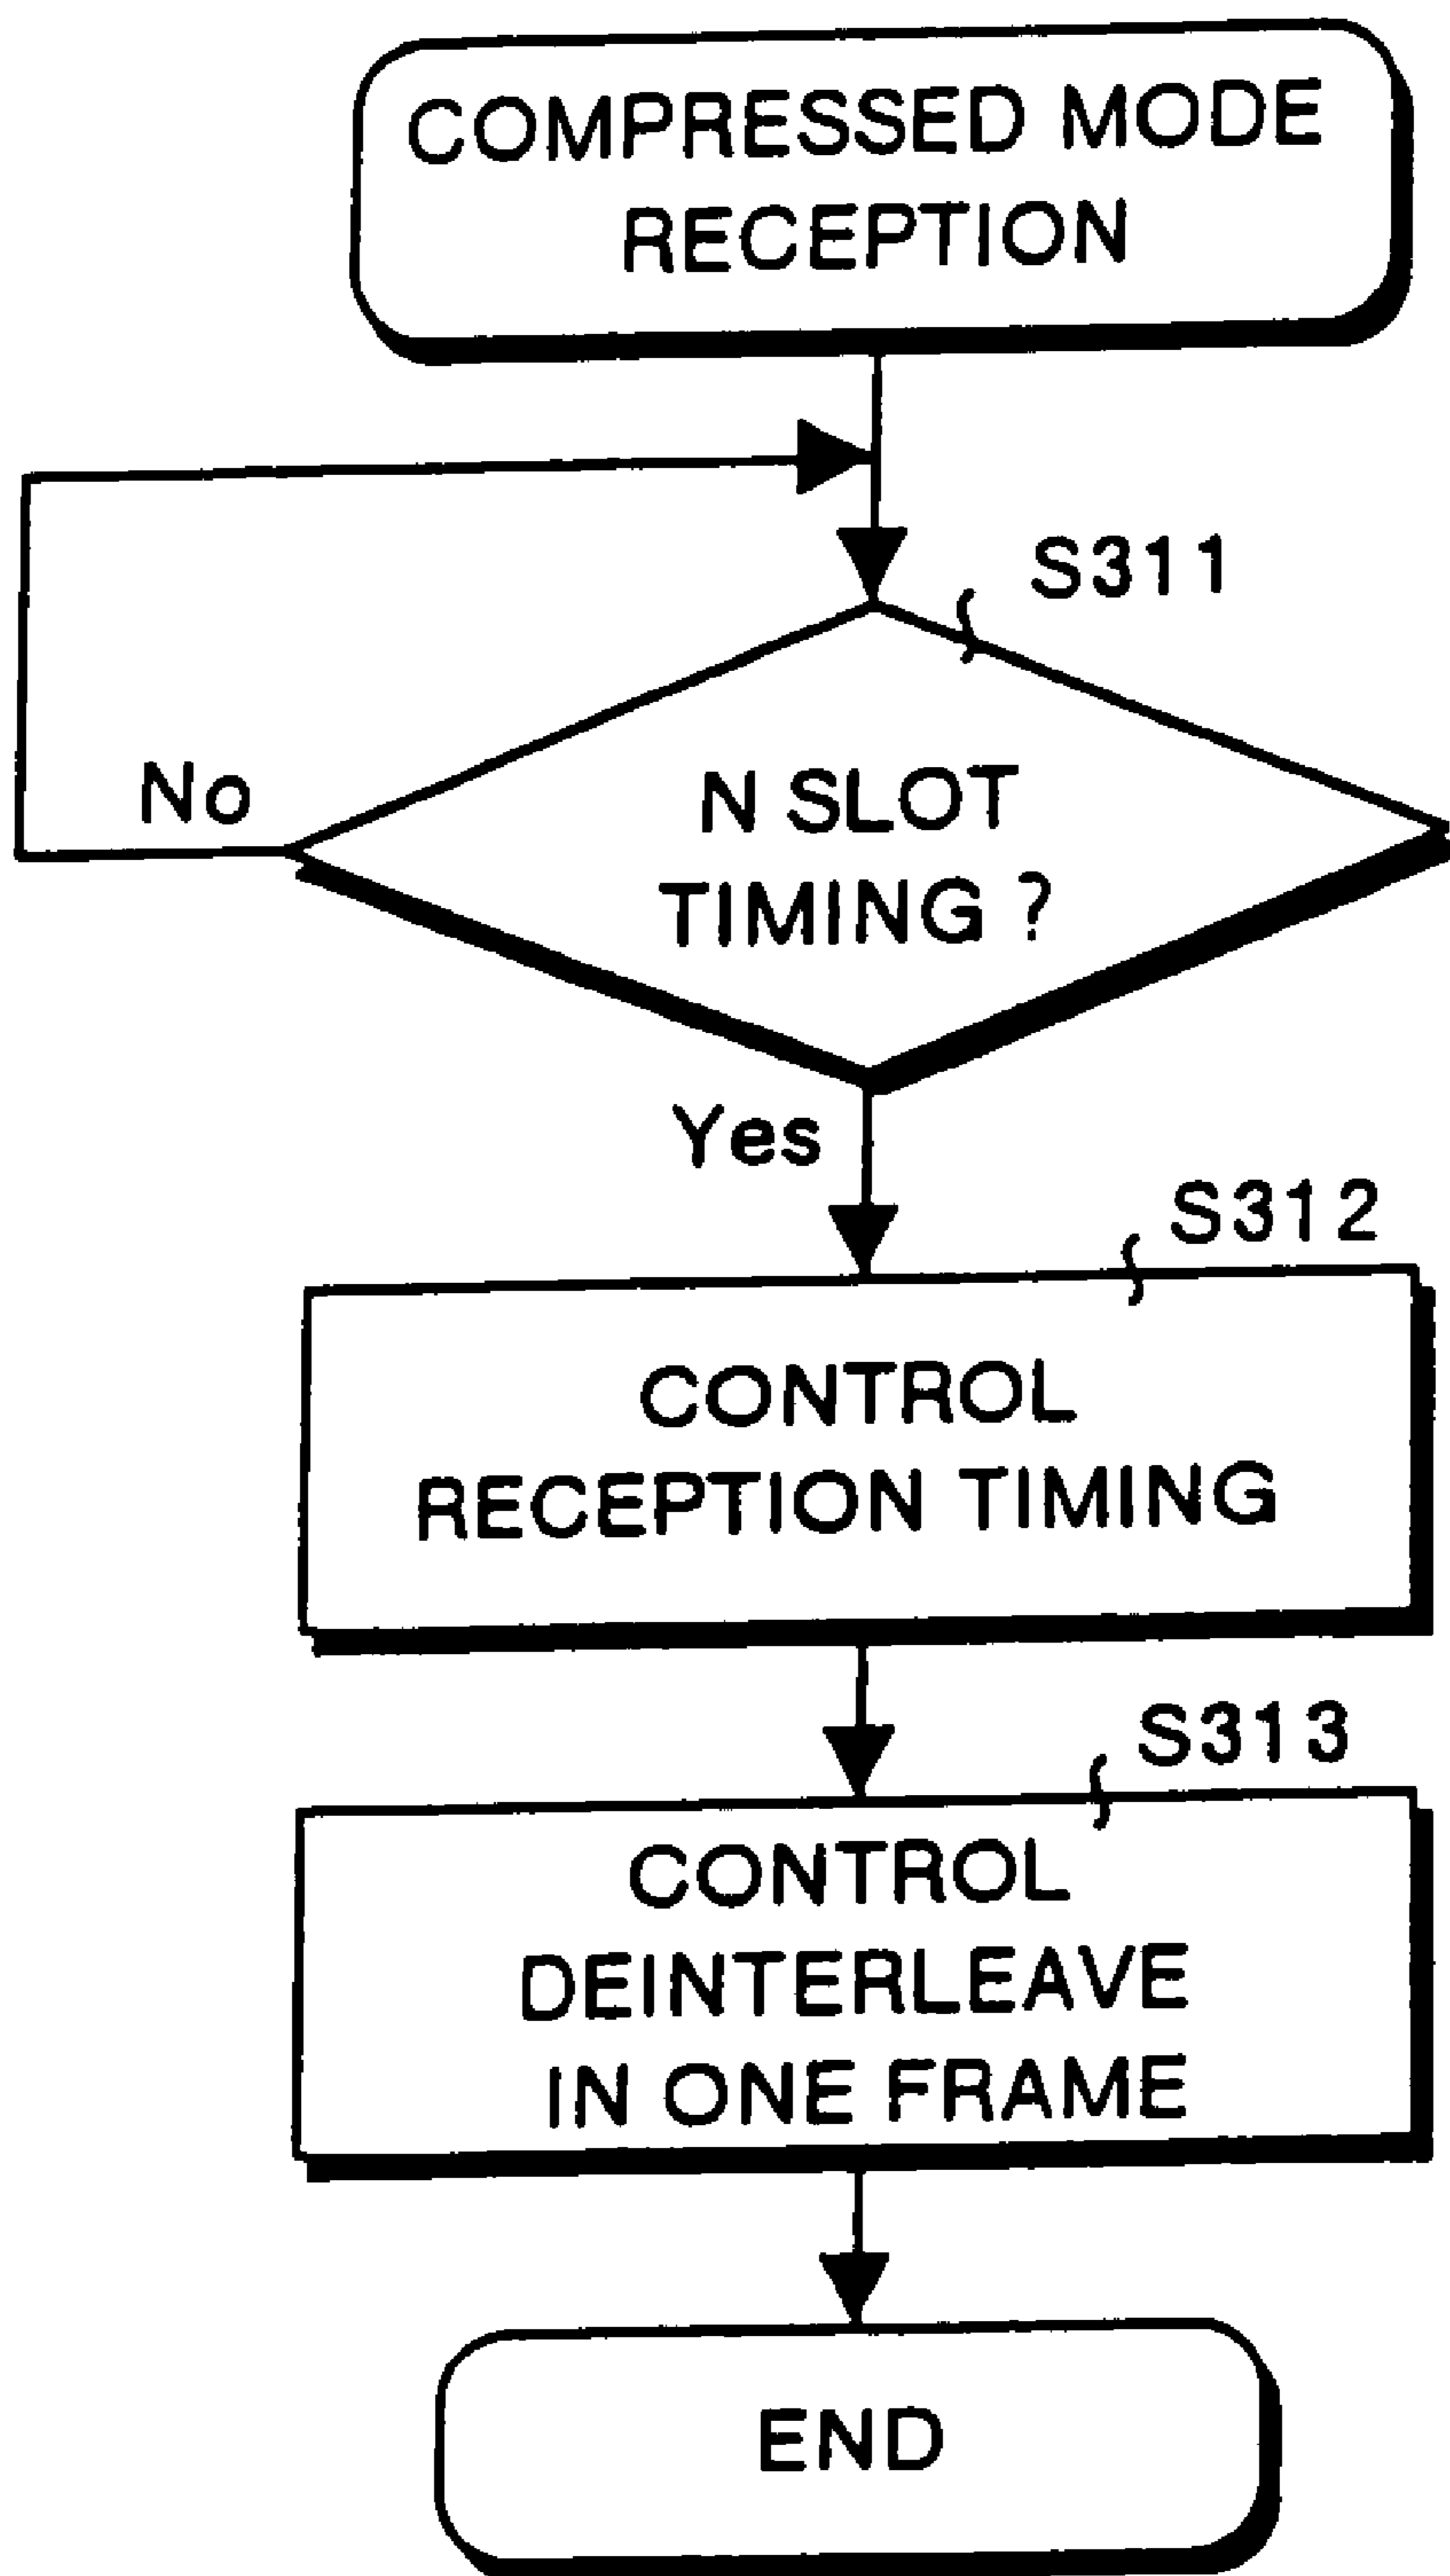 COMPRESSED MODE
RECEPTION
S311
No
N SLOT
TIMING ?
Yes
S312
CONTROL
RECEPTION TIMING
S313
CONTROL
DEINTERLEAVE
IN ONE FRAME
END